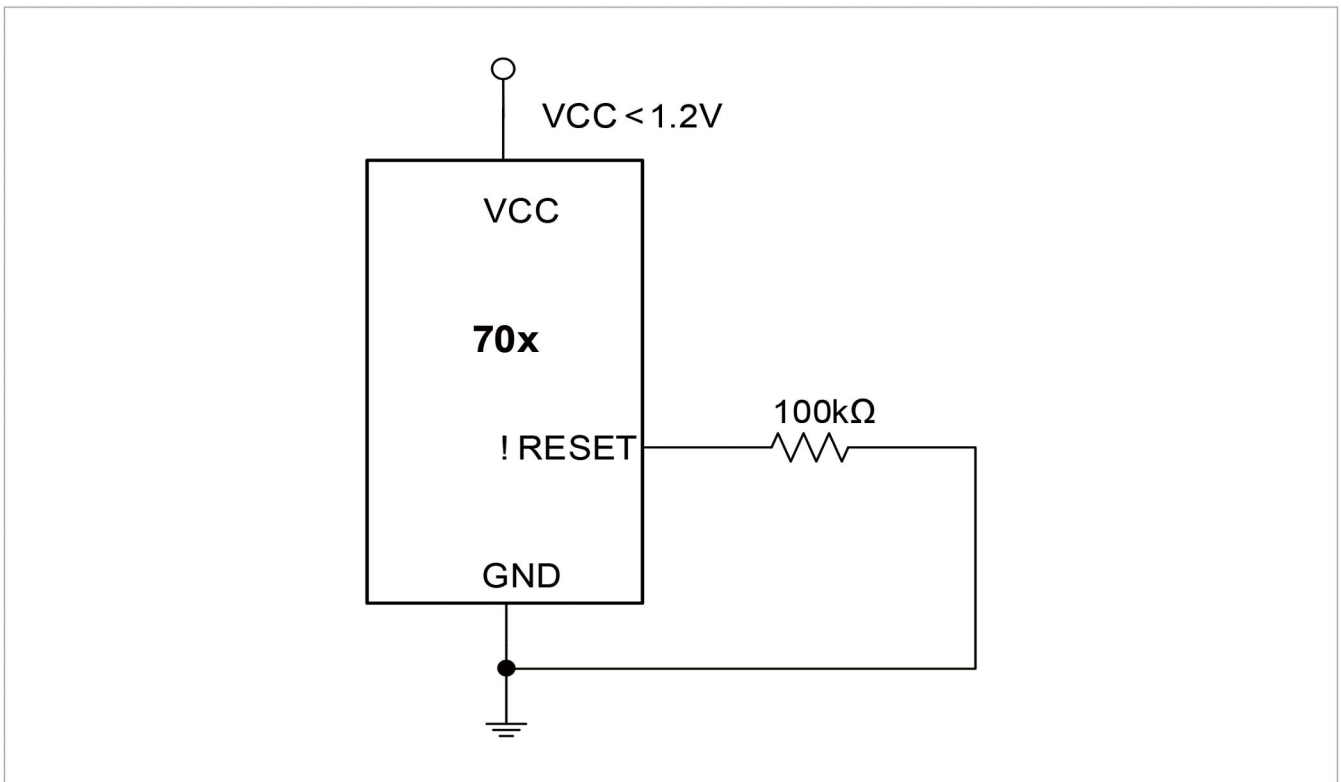 VCC < 1.2V
VCC
70x
100kΩ
! RESET
GND